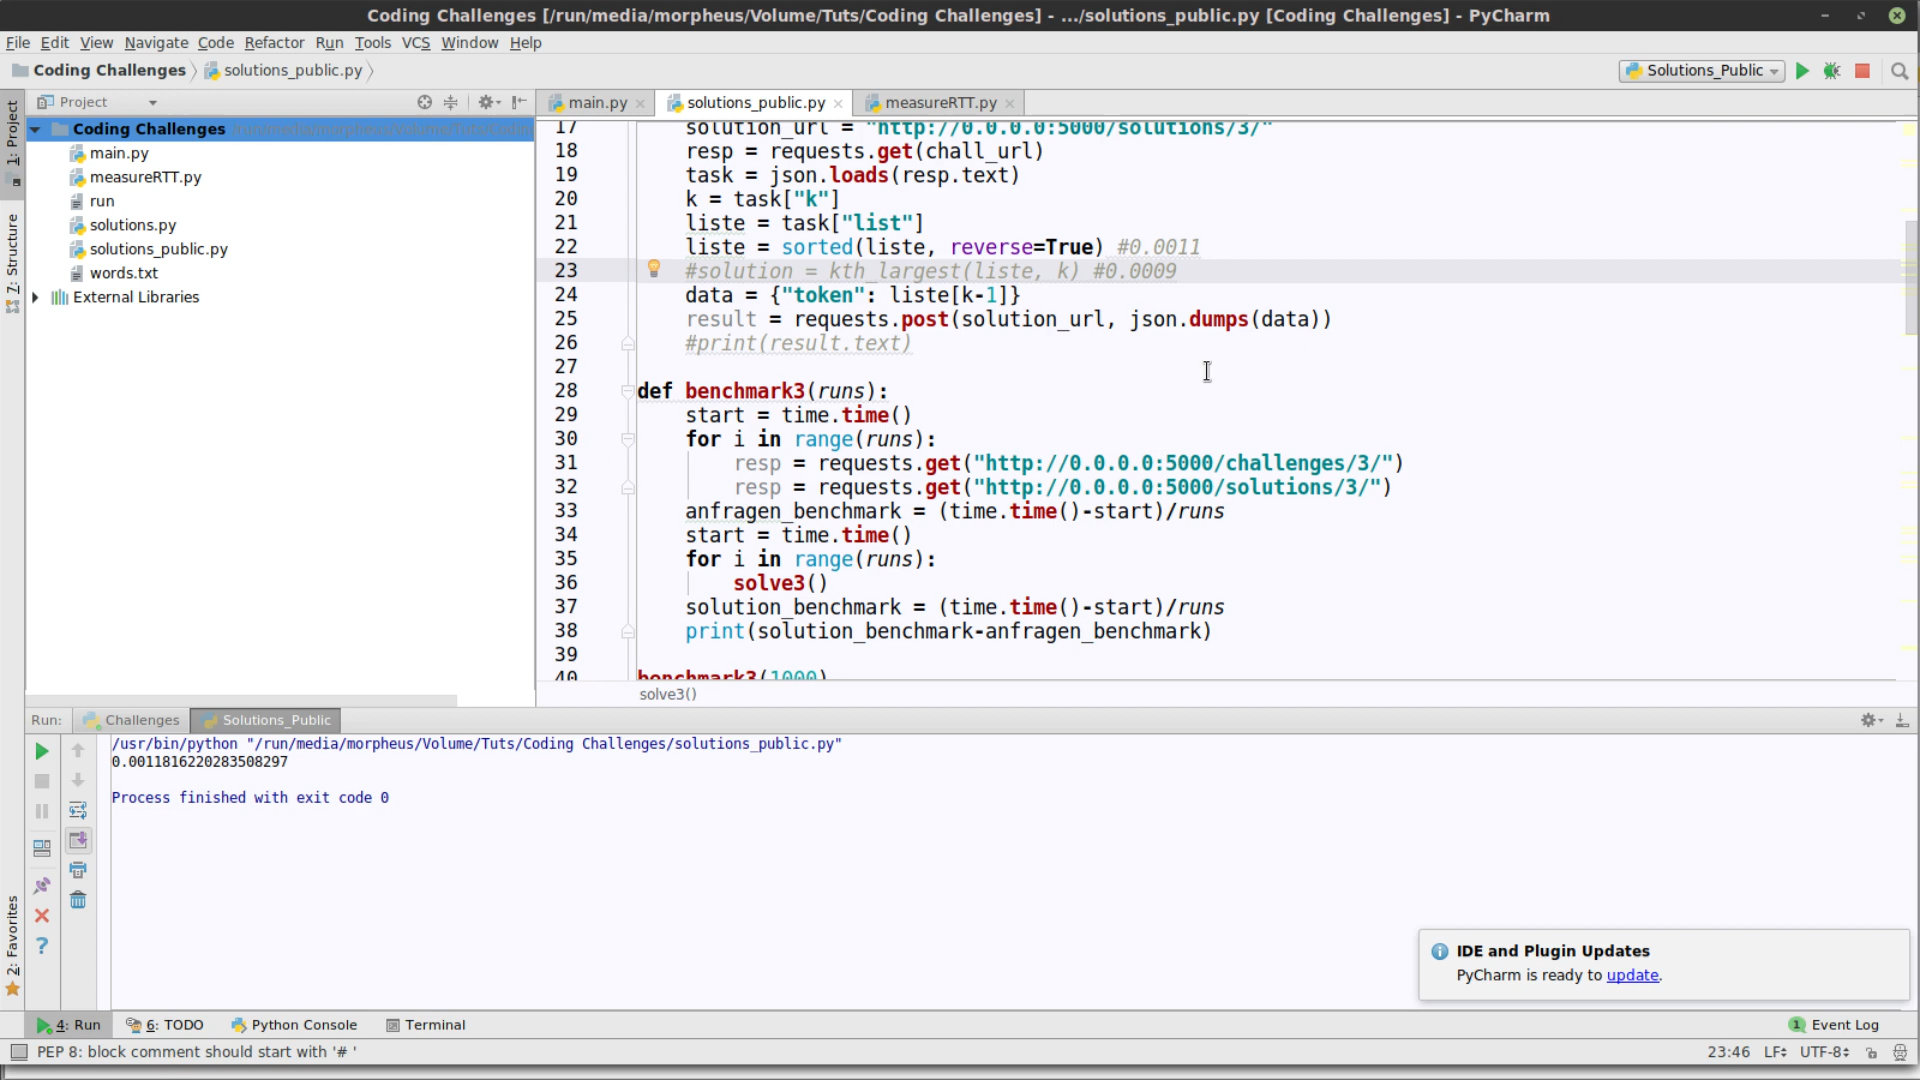 Coding Challenges [/run/media/morpheus/Volume/Tuts/Coding Challenges] - .../solutions_public.py [Coding Challenges] - PyCharm
File Edit View Navigate Code Refactor Run Tools VCS Window Help
Coding Challenges solutions_public.py Solutions_Public
Project
main.py solutions_public.py measureRTT.py
1: Project
7: Structure
2: Favorites
Coding Challenges
main.py
measureRTT.py
run
solutions.py
solutions_public.py
words.txt
External Libraries
17 solution_url = "http://0.0.0.0:5000/solutions/3/"
18 resp = requests.get(chall_url)
19 task = json.loads(resp.text)
20 k = task["k"]
21 liste = task["list"]
22 liste = sorted(liste, reverse=True) #0.0011
23 #solution = kth_largest(liste, k) #0.0009
24 data = {"token": liste[k-1]}
25 result = requests.post(solution_url, json.dumps(data))
26 #print(result.text)
27
28 def benchmark3(runs):
29 start = time.time()
30 for i in range(runs):
31 resp = requests.get("http://0.0.0.0:5000/challenges/3/")
32 resp = requests.get("http://0.0.0.0:5000/solutions/3/")
33 anfragen_benchmark = (time.time()-start)/runs
34 start = time.time()
35 for i in range(runs):
36 solve3()
37 solution_benchmark = (time.time()-start)/runs
38 print(solution_benchmark-anfragen_benchmark)
39
40 benchmark3(1000)
solve3()
Run: Challenges Solutions_Public
/usr/bin/python "/run/media/morpheus/Volume/Tuts/Coding Challenges/solutions_public.py"
0.0011816220283508297
Process finished with exit code 0
IDE and Plugin Updates
PyCharm is ready to update.
4: Run 6: TODO Python Console Terminal 1 Event Log
PEP 8: block comment should start with '# ' 23:46 LF UTF-8